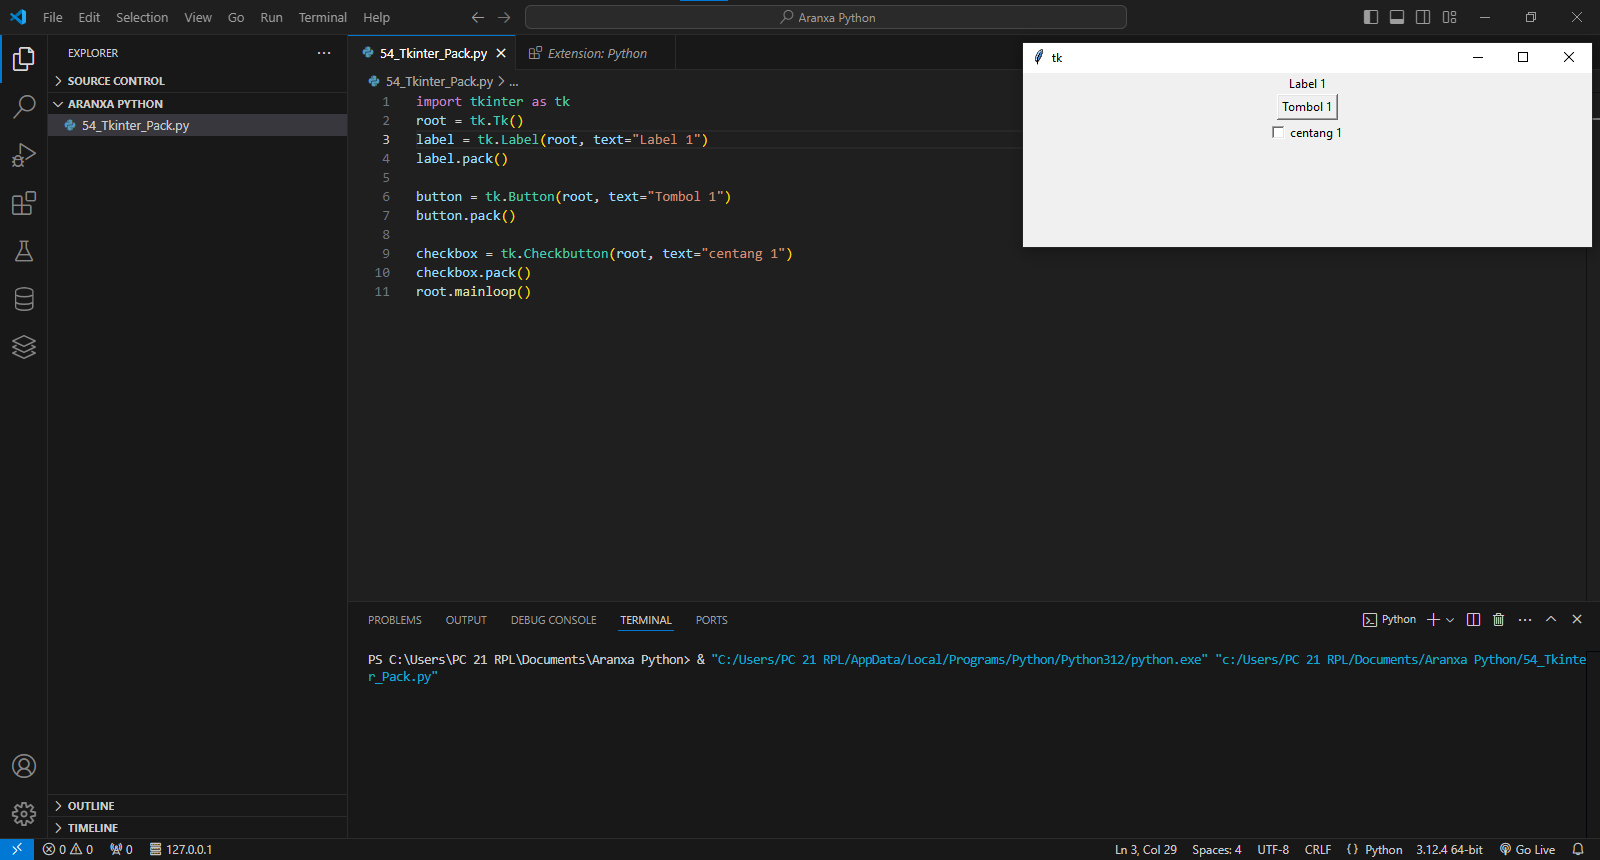 File Edit Selection View Go Run Terminal Help
Aranxa Python
EXPLORER
SOURCE CONTROL
ARANXA PYTHON
54_Tkinter_Pack.py
OUTLINE
TIMELINE
54_Tkinter_Pack.py Extension: Python
54_Tkinter_Pack.py > ...
1 import tkinter as tk
2 root = tk.Tk()
3 label = tk.Label(root, text="Label 1")
4 label.pack()
5
6 button = tk.Button(root, text="Tombol 1")
7 button.pack()
8
9 checkbox = tk.Checkbutton(root, text="centang 1")
10 checkbox.pack()
11 root.mainloop()
tk
Label 1
Tombol 1
centang 1
PROBLEMS OUTPUT DEBUG CONSOLE TERMINAL PORTS
Python
PS C:\Users\PC 21 RPL\Documents\Aranxa Python> & "C:/Users/PC 21 RPL/AppData/Local/Programs/Python/Python312/python.exe" "c:/Users/PC 21 RPL/Documents/Aranxa Python/54_Tkinte
r_Pack.py"
0 0 0 127.0.0.1 Ln 3, Col 29 Spaces: 4 UTF-8 CRLF {} Python 3.12.4 64-bit Go Live